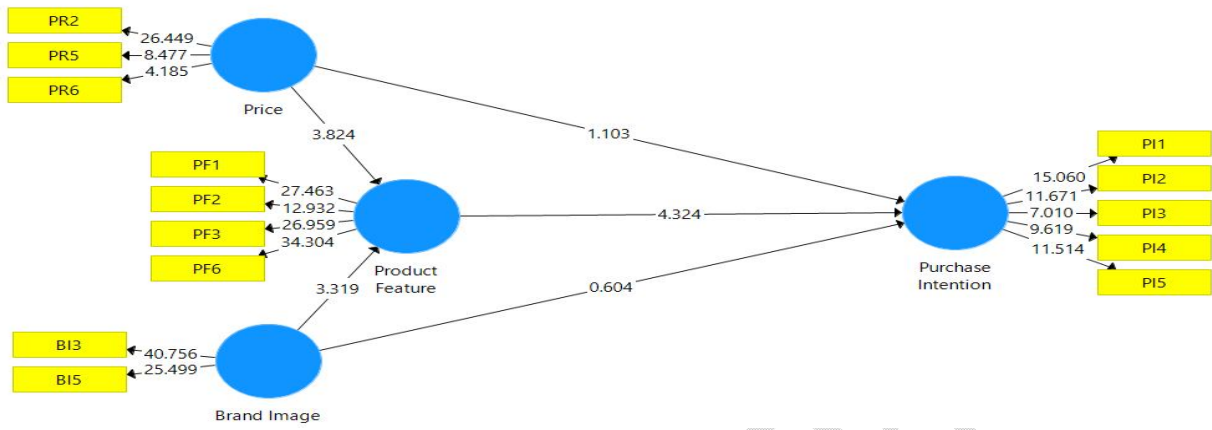 PR2
26.449
PR5
8.477
PR6
4.185
Price
3.824
1.103
PF1
27.463
PF2
12.932
PF3
26.959
PF6
34.304
Product
Feature
4.324
3.319
0.604
BI3
40.756
BI5
25.499
Brand Image
PI1
15.060
PI2
11.671
PI3
7.010
PI4
9.619
PI5
11.514
Purchase
Intention